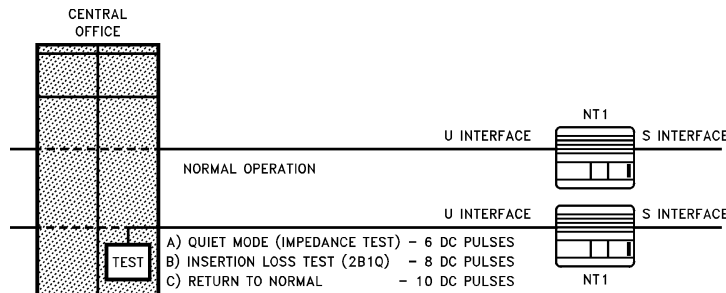 CENTRAL
OFFICE
NT1
U INTERFACE
S INTERFACE
NORMAL OPERATION
U INTERFACE
S INTERFACE
TEST
A) QUIET MODE (IMPEDANCE TEST) – 6 DC PULSES
B) INSERTION LOSS TEST (2B1Q) – 8 DC PULSES
C) RETURN TO NORMAL – 10 DC PULSES
NT1